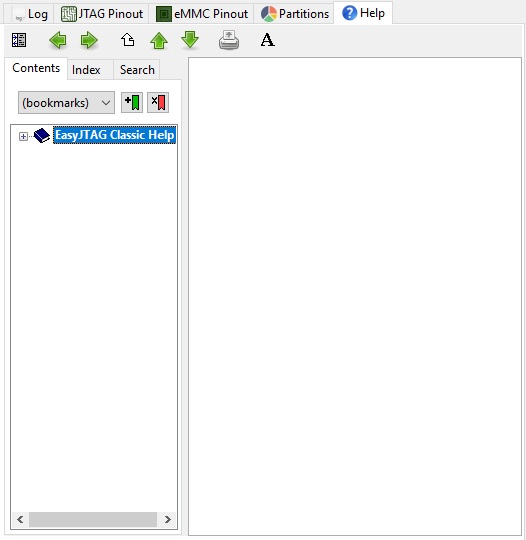 Log JTAG Pinout eMMC Pinout Partitions Help
A
Contents Index Search
(bookmarks)
EasyJTAG Classic Help